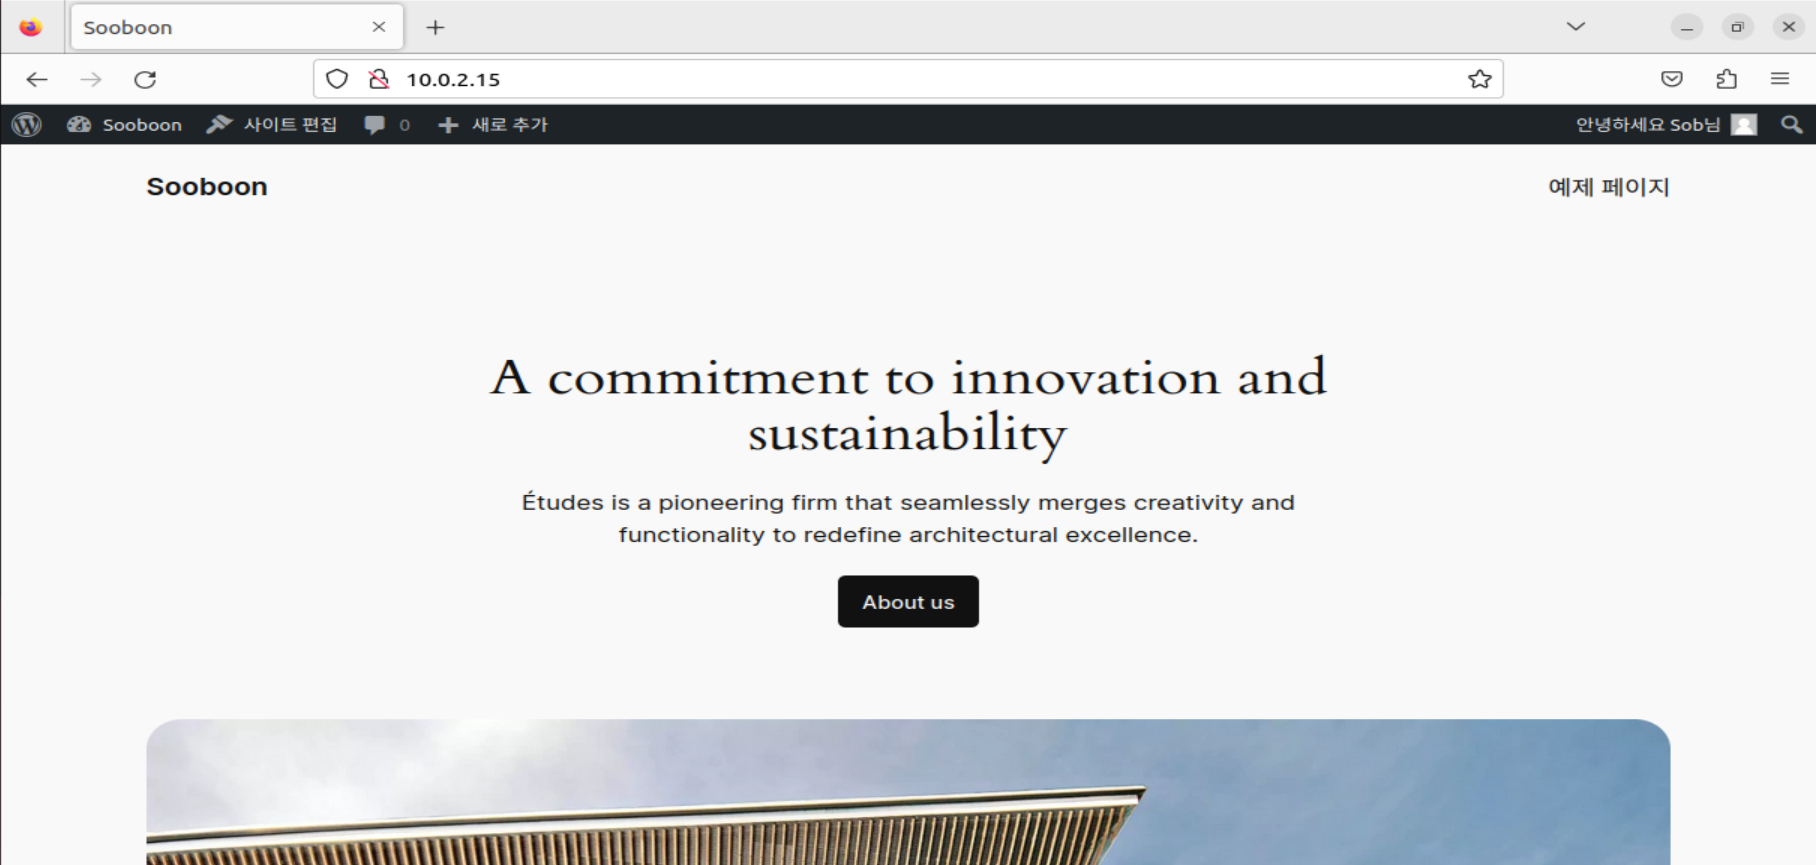 Sooboon
10.0.2.15
Sooboon 사이트 편집 0 새로 추가 안녕하세요 Sob님
Sooboon 예제 페이지
A commitment to innovation and
sustainability
Études is a pioneering firm that seamlessly merges creativity and
functionality to redefine architectural excellence.
About us